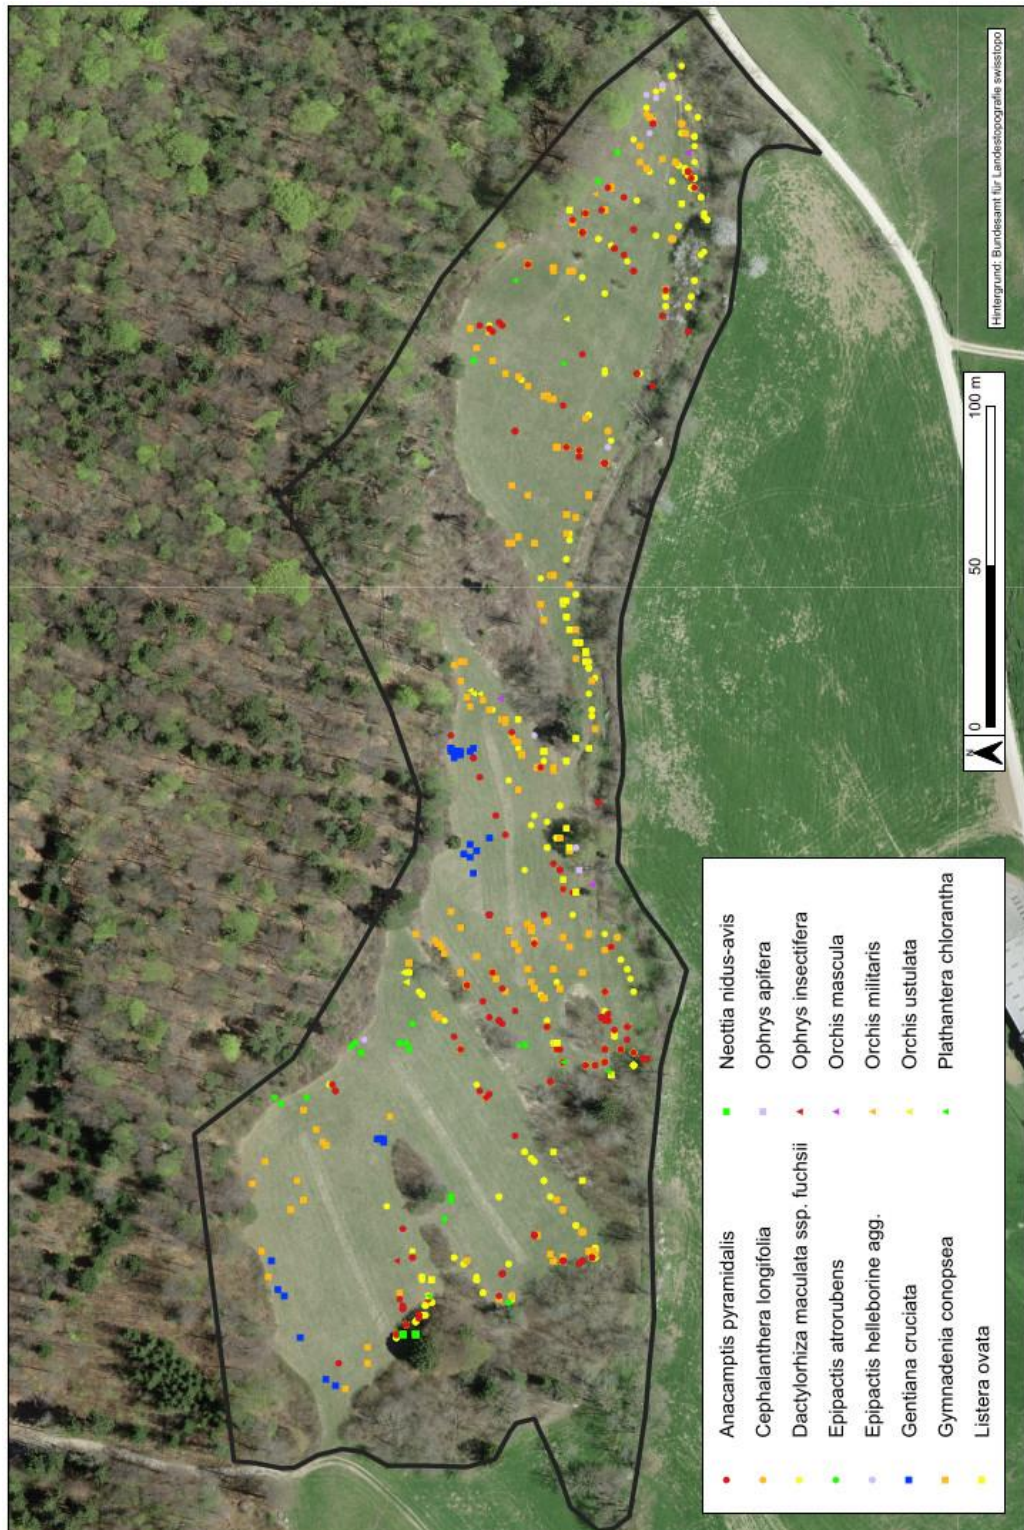 Hintergrund: Bundesamt für Landestopografie swisstopo
N
0 50 100 m
Anacamptis pyramidalis
Cephalanthera longifolia
Dactylorhiza maculata ssp. fuchsii
Epipactis atrorubens
Epipactis helleborine agg.
Gentiana cruciata
Gymnadenia conopsea
Listera ovata
Neottia nidus-avis
Ophrys apifera
Ophrys insectifera
Orchis mascula
Orchis militaris
Orchis ustulata
Plathantera chlorantha